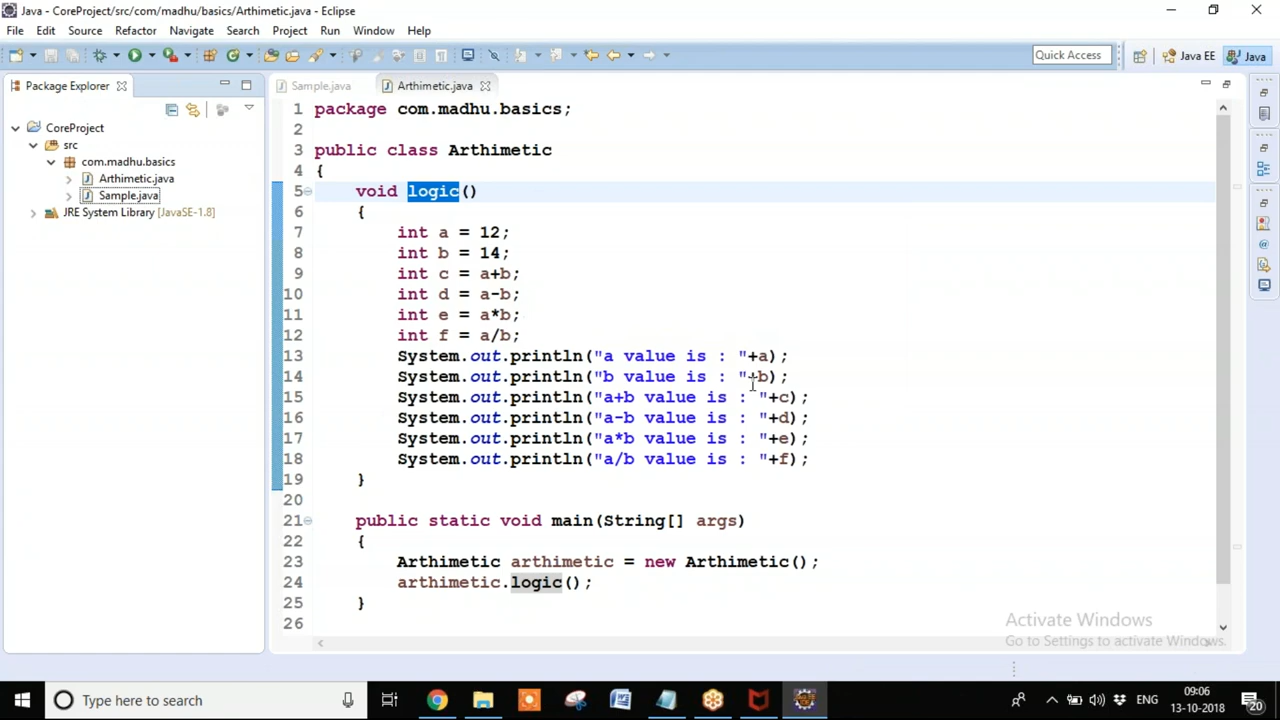 Java - CoreProject/src/com/madhu/basics/Arthimetic.java - Eclipse
File Edit Source Refactor Navigate Search Project Run Window Help
Quick Access Java EE Java
Package Explorer
CoreProject
src
com.madhu.basics
Arthimetic.java
Sample.java
JRE System Library [JavaSE-1.8]
Sample.java Arthimetic.java
1 package com.madhu.basics;
2
3 public class Arthimetic
4 {
5 void logic()
6 {
7 int a = 12;
8 int b = 14;
9 int c = a+b;
10 int d = a-b;
11 int e = a*b;
12 int f = a/b;
13 System.out.println("a value is : "+a);
14 System.out.println("b value is : "+b);
15 System.out.println("a+b value is : "+c);
16 System.out.println("a-b value is : "+d);
17 System.out.println("a*b value is : "+e);
18 System.out.println("a/b value is : "+f);
19 }
20
21 public static void main(String[] args)
22 {
23 Arthimetic arthimetic = new Arthimetic();
24 arthimetic.logic();
25 }
26
Activate Windows
Go to Settings to activate Windows.
Type here to search
ENG
09:06
13-10-2018
20